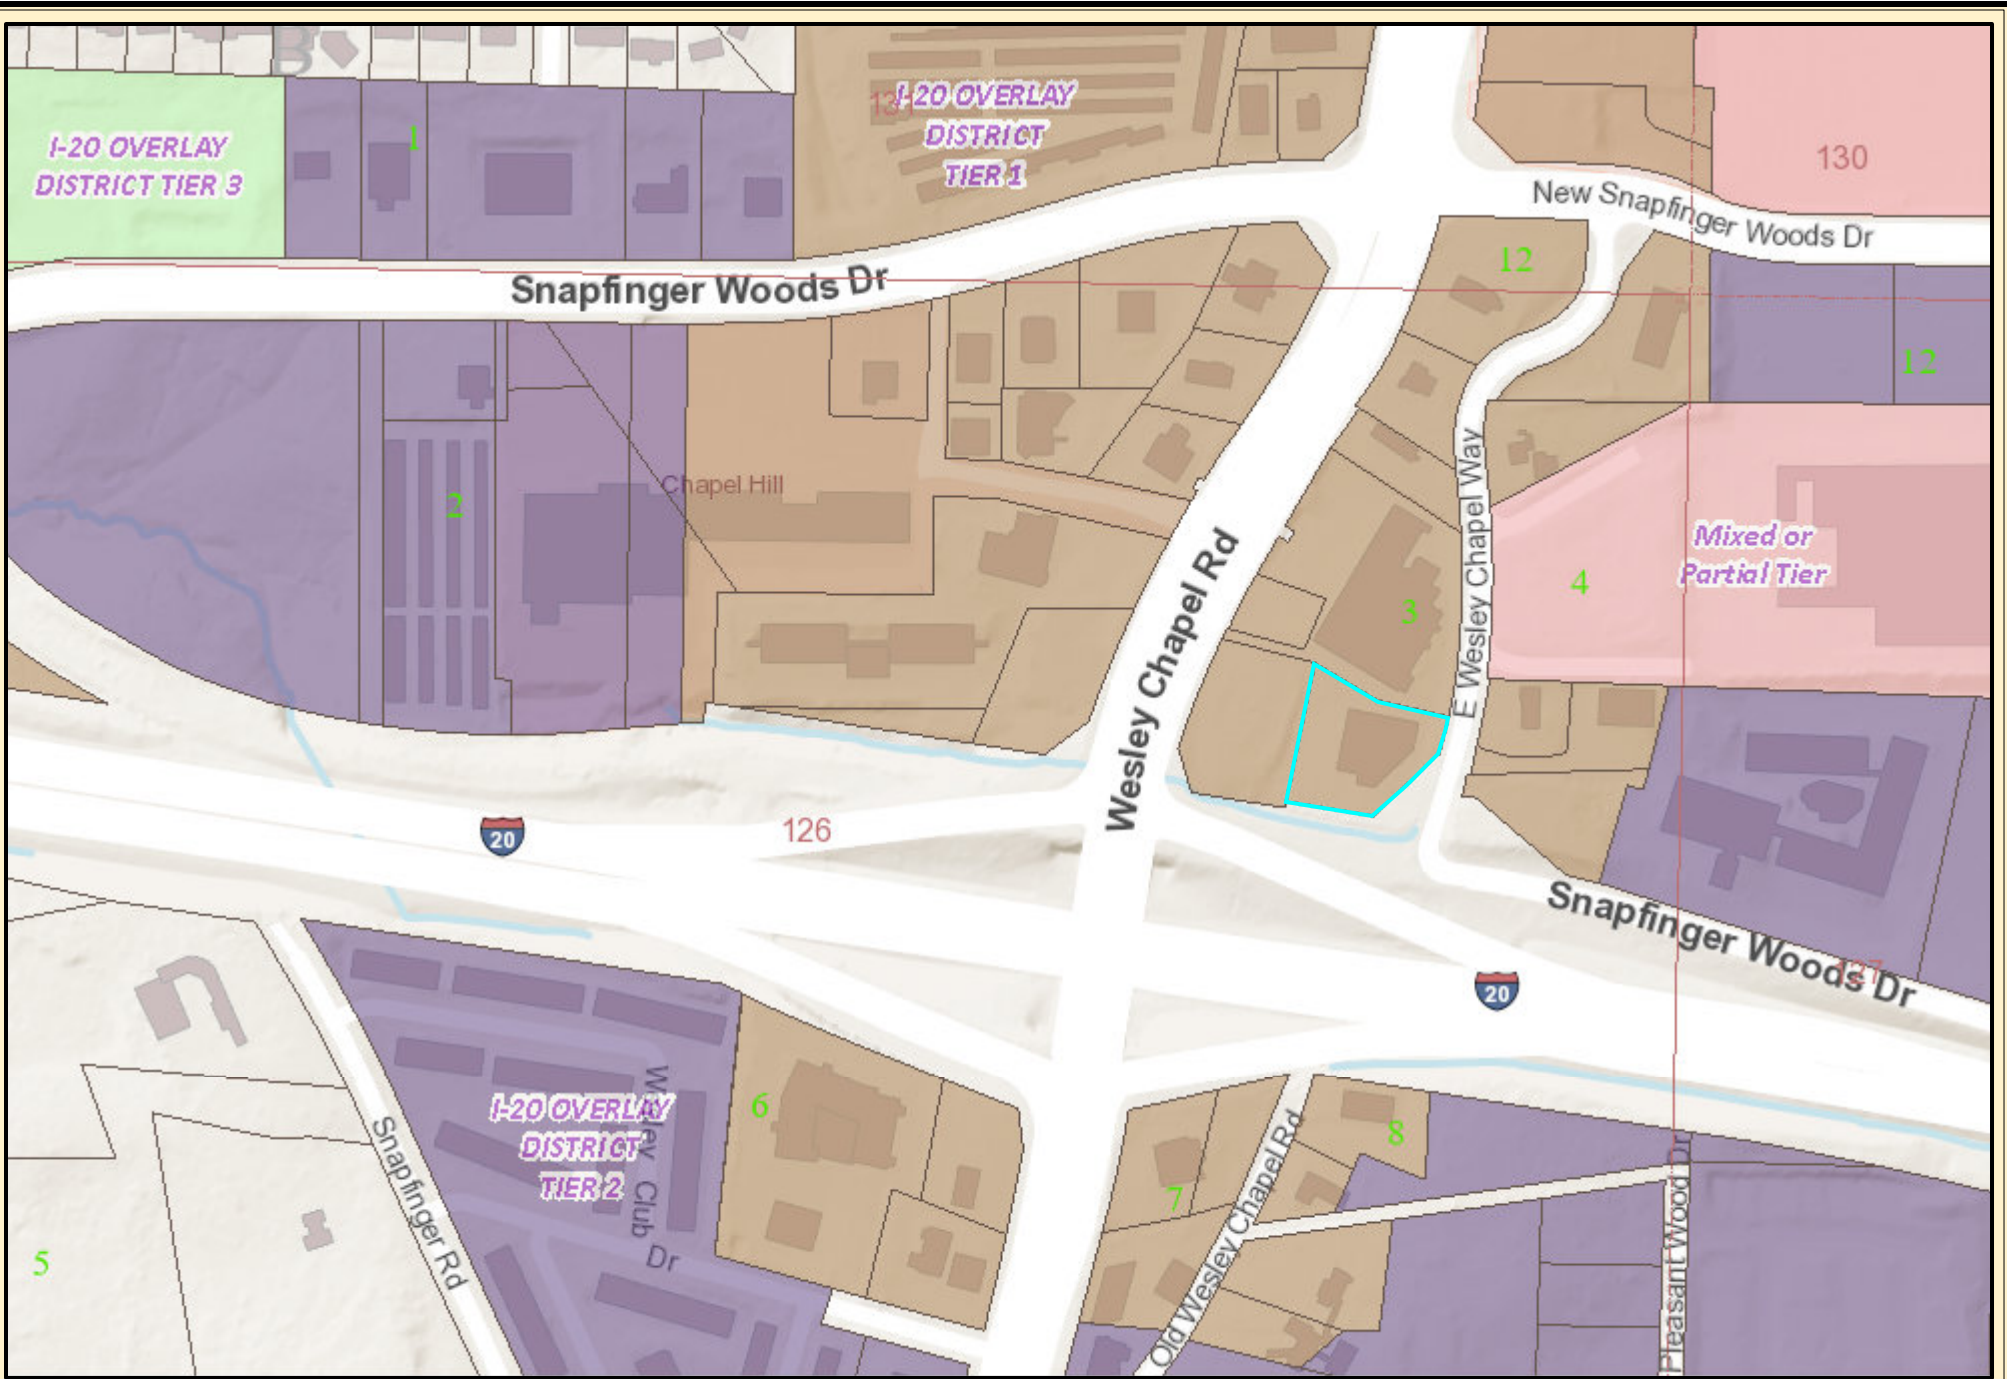 B
I-20 OVERLAY
DISTRICT TIER 3
1
131
I-20 OVERLAY
DISTRICT
TIER 1
130
New Snapfinger Woods Dr
Snapfinger Woods Dr
12
12
Chapel Hill
2
Wesley Chapel Rd
E Wesley Chapel Way
3
4
Mixed or
Partial Tier
20
126
Snapfinger Woods Dr
127
20
I-20 OVERLAY
DISTRICT
TIER 2
Wesley Club Dr
Snapfinger Rd
5
6
7
8
Old Wesley Chapel Rd
Pleasant Wood Dr